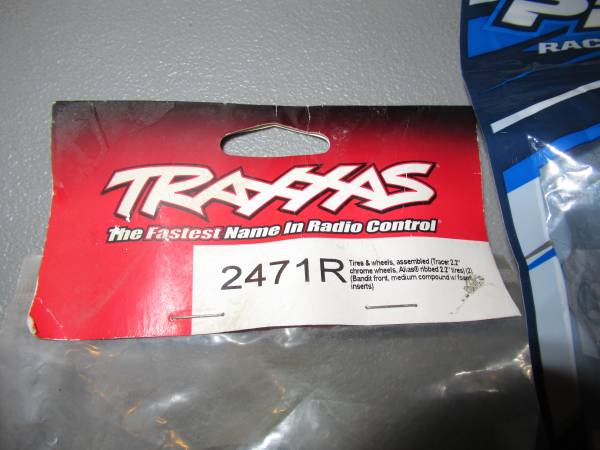 TRAXXAS
The Fastest Name In Radio Control
2471R
Tires & wheels, assembled (Tracer 2.2"
chrome wheels, Alias® ribbed 2.2" tires) (2)
(Bandit front, medium compound w/ foam
inserts)
RAC